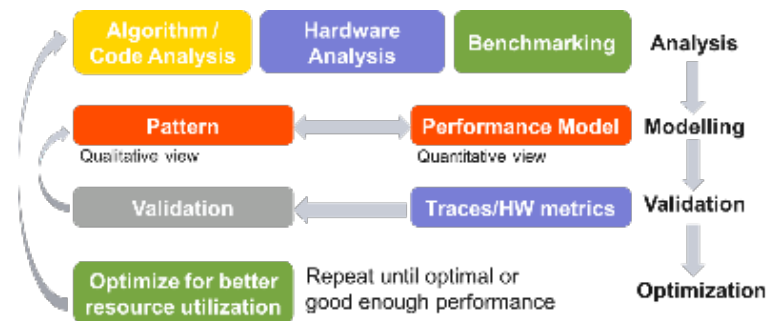 Algorithm /
Code Analysis
Hardware
Analysis
Benchmarking
Analysis
Pattern
Performance Model
Modelling
Qualitative view
Quantitative view
Validation
Traces/HW metrics
Validation
Optimize for better
resource utilization
Repeat until optimal or
good enough performance
Optimization